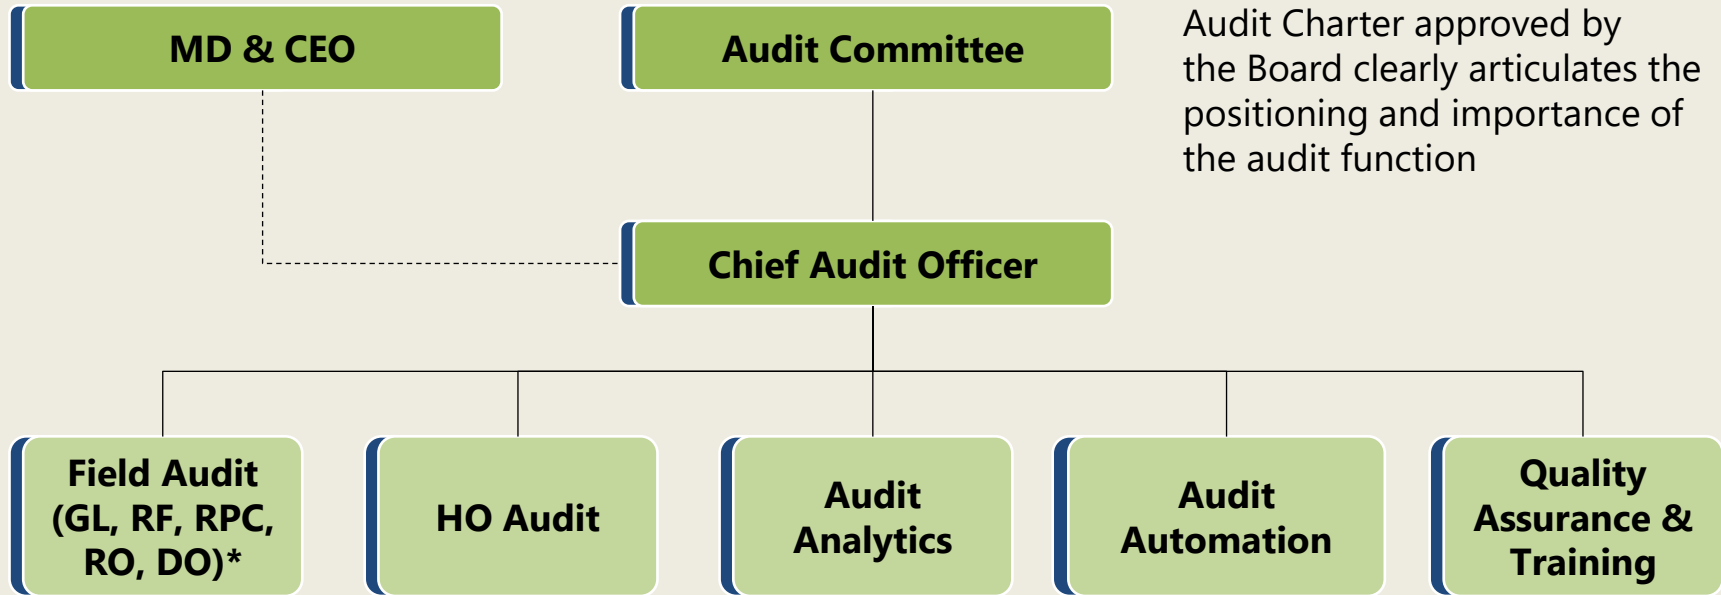 MD & CEO
Audit Committee
Audit Charter approved by
the Board clearly articulates the
positioning and importance of
the audit function
Chief Audit Officer
Field Audit
(GL, RF, RPC,
RO, DO)*
HO Audit
Audit
Analytics
Audit
Automation
Quality
Assurance &
Training